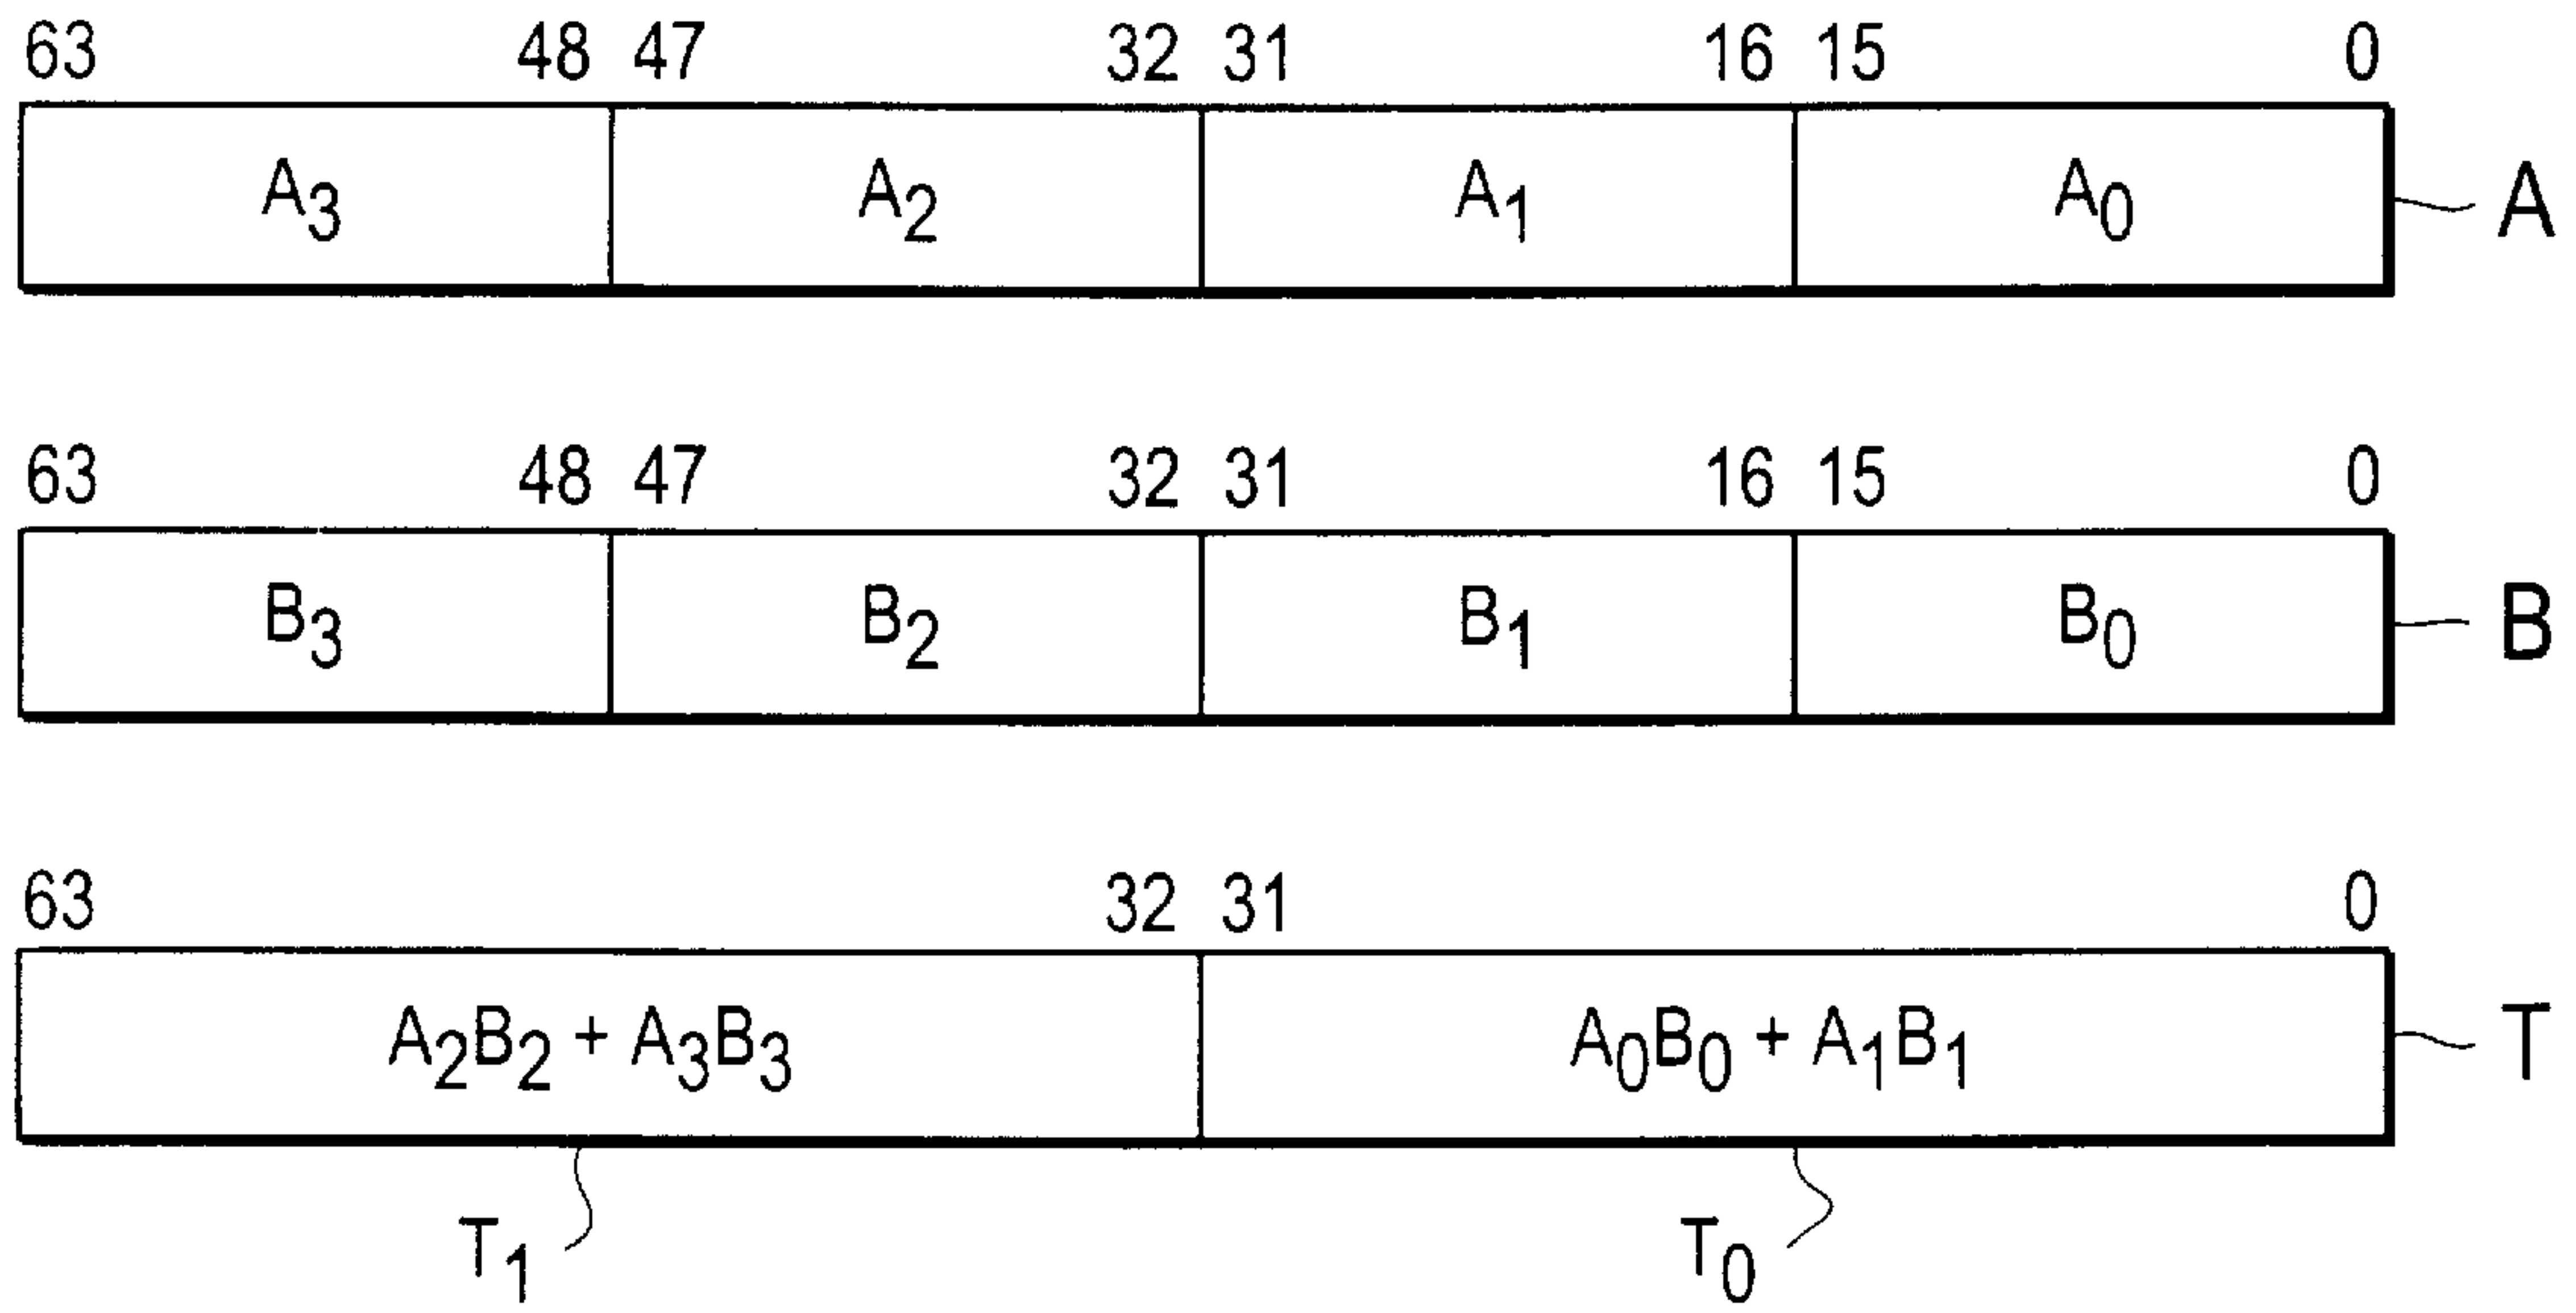 63 48 47 32 31 16 15 0
A3 A2 A1 A0 A
63 48 47 32 31 16 15 0
B3 B2 B1 B0 B
63 32 31 0
A2B2 + A3B3 A0B0 + A1B1 T
T1 T0